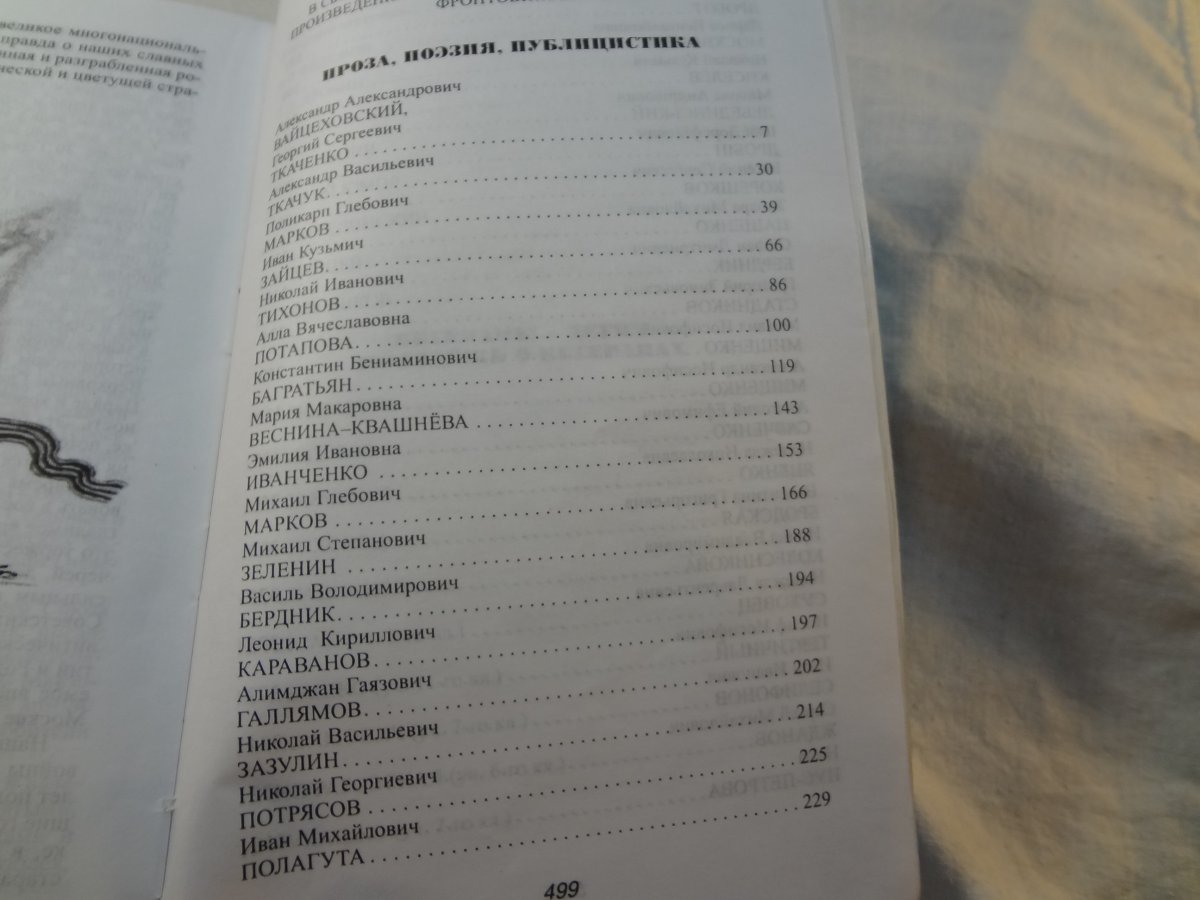 великое многонациональ-
правда о наших славных
и разграбленная ро-
и цветущей стра-
ПРОЗА, ПОЭЗИЯ, ПУБЛИЦИСТИКА
Александр Александрович
ВАЙЦЕХОВСКИЙ,
Георгий Сергеевич
ТКАЧЕНКО . . . . . . . . . . . . . . . . . . . . . . . . . . . . . . . 7
Александр Васильевич
ТКАЧУК. . . . . . . . . . . . . . . . . . . . . . . . . . . . . . . . 30
Поликарп Глебович
МАРКОВ . . . . . . . . . . . . . . . . . . . . . . . . . . . . . . . 39
Иван Кузьмич
ЗАЙЦЕВ. . . . . . . . . . . . . . . . . . . . . . . . . . . . . . . . 66
Николай Иванович
ТИХОНОВ . . . . . . . . . . . . . . . . . . . . . . . . . . . . . . 86
Алла Вячеславовна
ПОТАПОВА. . . . . . . . . . . . . . . . . . . . . . . . . . . . . 100
Константин Бениаминович
БАГРАТЬЯН . . . . . . . . . . . . . . . . . . . . . . . . . . . . 119
Мария Макаровна
ВЕСНИНА–КВАШНЁВА . . . . . . . . . . . . . . . . . . . . 143
Эмилия Ивановна
ИВАНЧЕНКО . . . . . . . . . . . . . . . . . . . . . . . . . . . 153
Михаил Глебович
МАРКОВ . . . . . . . . . . . . . . . . . . . . . . . . . . . . . . 166
Михаил Степанович
ЗЕЛЕНИН . . . . . . . . . . . . . . . . . . . . . . . . . . . . . 188
Василь Володимирович
БЕРДНИК. . . . . . . . . . . . . . . . . . . . . . . . . . . . . . 194
Леонид Кириллович
КАРАВАНОВ. . . . . . . . . . . . . . . . . . . . . . . . . . . . 197
Алимджан Гаязович
ГАЛЛЯМОВ. . . . . . . . . . . . . . . . . . . . . . . . . . . . . 202
Николай Васильевич
ЗАЗУЛИН. . . . . . . . . . . . . . . . . . . . . . . . . . . . . . 214
Николай Георгиевич
ПОТРЯСОВ . . . . . . . . . . . . . . . . . . . . . . . . . . . . 225
Иван Михайлович
ПОЛАГУТА. . . . . . . . . . . . . . . . . . . . . . . . . . . . . 229
499